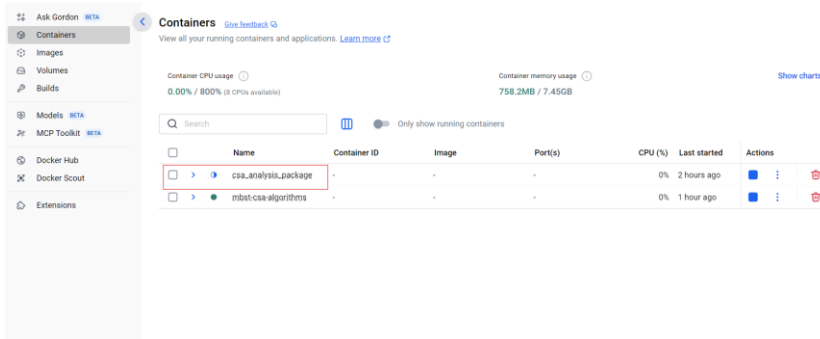 Ask Gordon BETA
Containers
Images
Volumes
Builds
Models BETA
MCP Toolkit BETA
Docker Hub
Docker Scout
Extensions
Containers Give feedback
View all your running containers and applications. Learn more
Container CPU usage
0.00% / 800% (8 CPUs available)
Container memory usage
758.2MB / 7.45GB
Show charts
Search
Only show running containers
Name Container ID Image Port(s) CPU (%) Last started Actions
csa_analysis_package - - - 0% 2 hours ago
mbst-csa-algorithms - - - 0% 1 hour ago